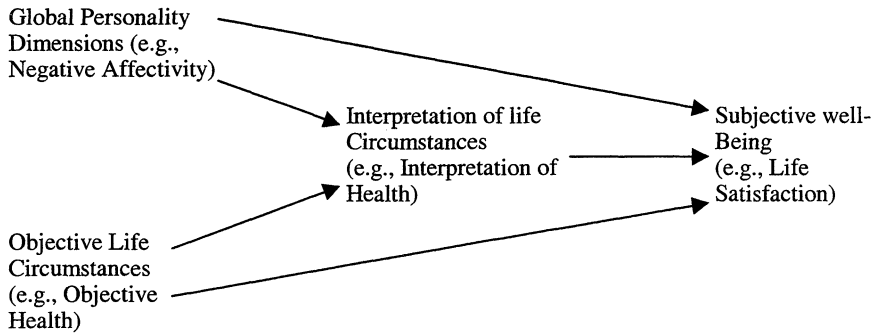 Global Personality
Dimensions (e.g.,
Negative Affectivity)
Interpretation of life
Circumstances
(e.g., Interpretation of
Health)
Subjective well-
Being
(e.g., Life
Satisfaction)
Objective Life
Circumstances
(e.g., Objective
Health)